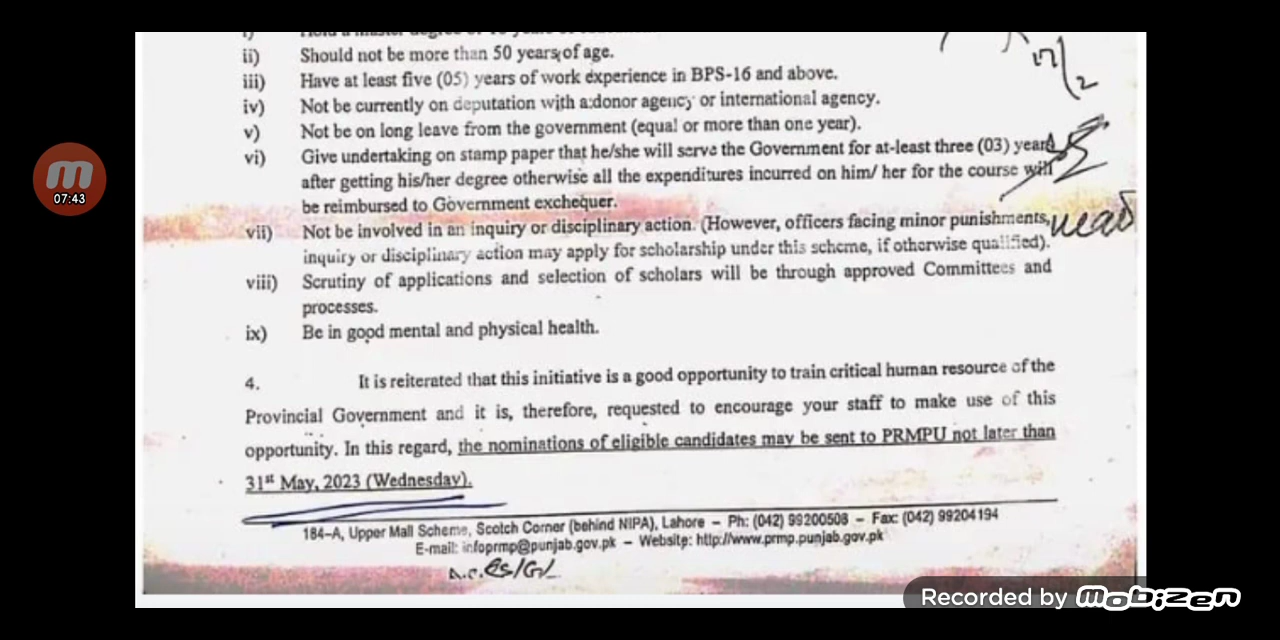 ii) Should not be more than 50 years of age.
iii) Have at least five (05) years of work experience in BPS-16 and above.
iv) Not be currently on deputation with a donor agency or international agency.
v) Not be on long leave from the government (equal or more than one year).
vi) Give undertaking on stamp paper that he/she will serve the Government for at-least three (03) years
after getting his/her degree otherwise all the expenditures incurred on him/ her for the course will
be reimbursed to Government exchequer.
vii) Not be involved in an inquiry or disciplinary action. (However, officers facing minor punishments,
inquiry or disciplinary action may apply for scholarship under this scheme, if otherwise qualified).
viii) Scrutiny of applications and selection of scholars will be through approved Committees and
processes.
ix) Be in good mental and physical health.
4. It is reiterated that this initiative is a good opportunity to train critical human resource of the
Provincial Government and it is, therefore, requested to encourage your staff to make use of this
opportunity. In this regard, the nominations of eligible candidates may be sent to PRMPU not later than
31st May, 2023 (Wednesday).
184-A, Upper Mall Scheme, Scotch Corner (behind NIPA), Lahore – Ph: (042) 99200508 – Fax: (042) 99204194
E-mail: infoprmp@punjab.gov.pk – Website: http://www.prmp.punjab.gov.pk
07:43
Recorded by mobizen